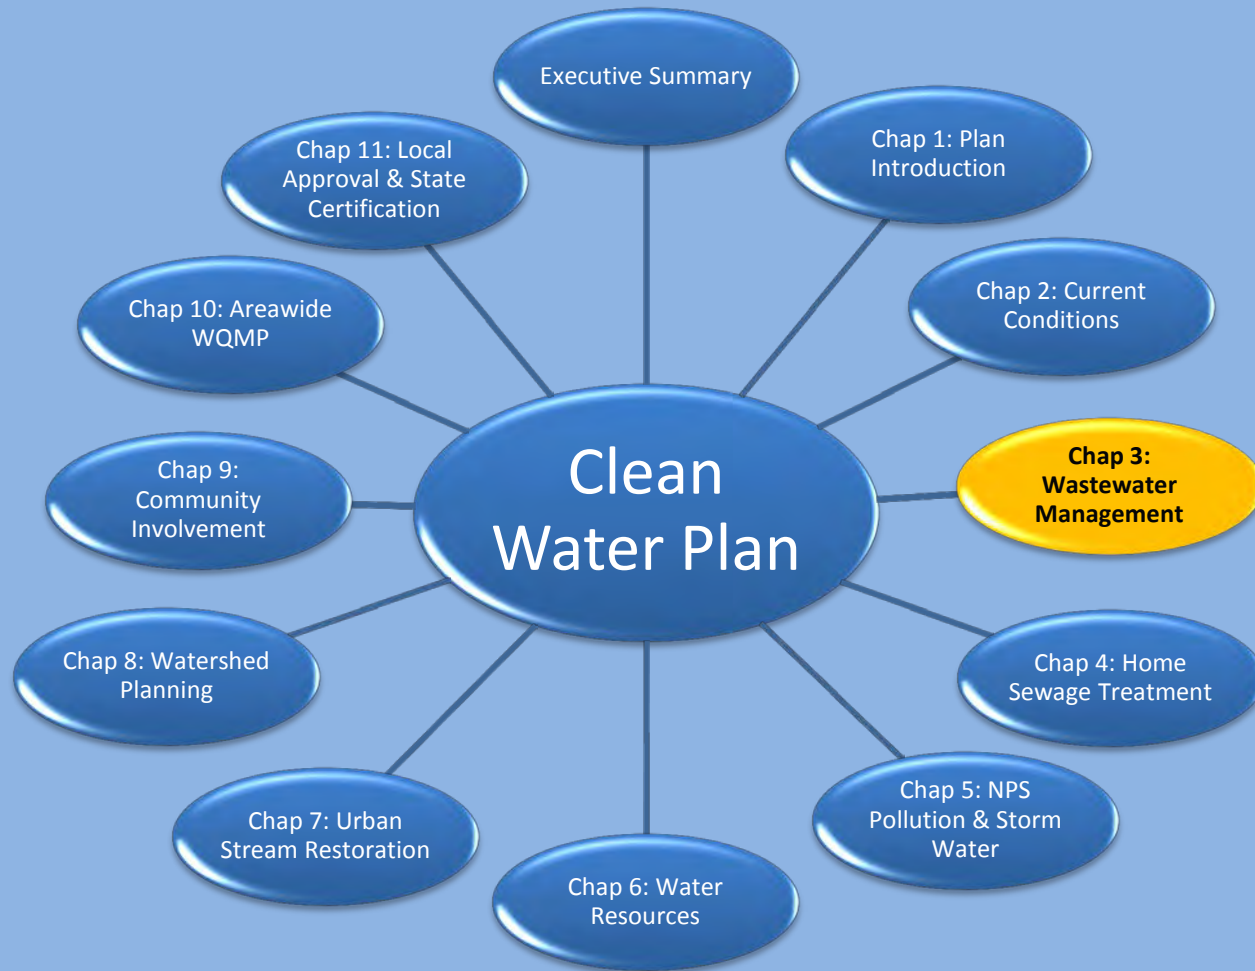 Executive Summary
Chap 1: Plan
Introduction
Chap 2: Current
Conditions
Chap 3:
Wastewater
Management
Chap 4: Home
Sewage Treatment
Chap 5: NPS
Pollution & Storm
Water
Chap 6: Water
Resources
Chap 7: Urban
Stream Restoration
Chap 8: Watershed
Planning
Chap 9:
Community
Involvement
Chap 10: Areawide
WQMP
Chap 11: Local
Approval & State
Certification
Clean
Water Plan